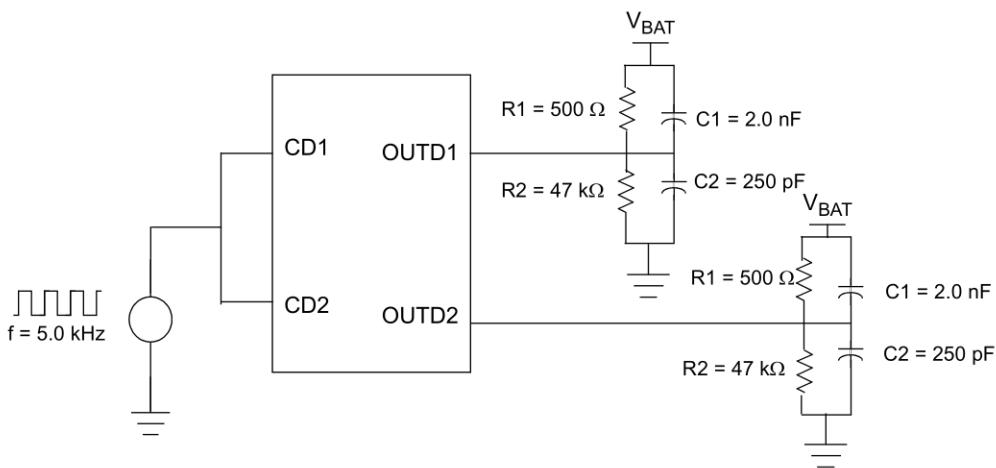 V_BAT
R1 = 500 Ω
C1 = 2.0 nF
CD1
OUTD1
R2 = 47 kΩ
C2 = 250 pF
V_BAT
R1 = 500 Ω
C1 = 2.0 nF
CD2
OUTD2
f = 5.0 kHz
R2 = 47 kΩ
C2 = 250 pF